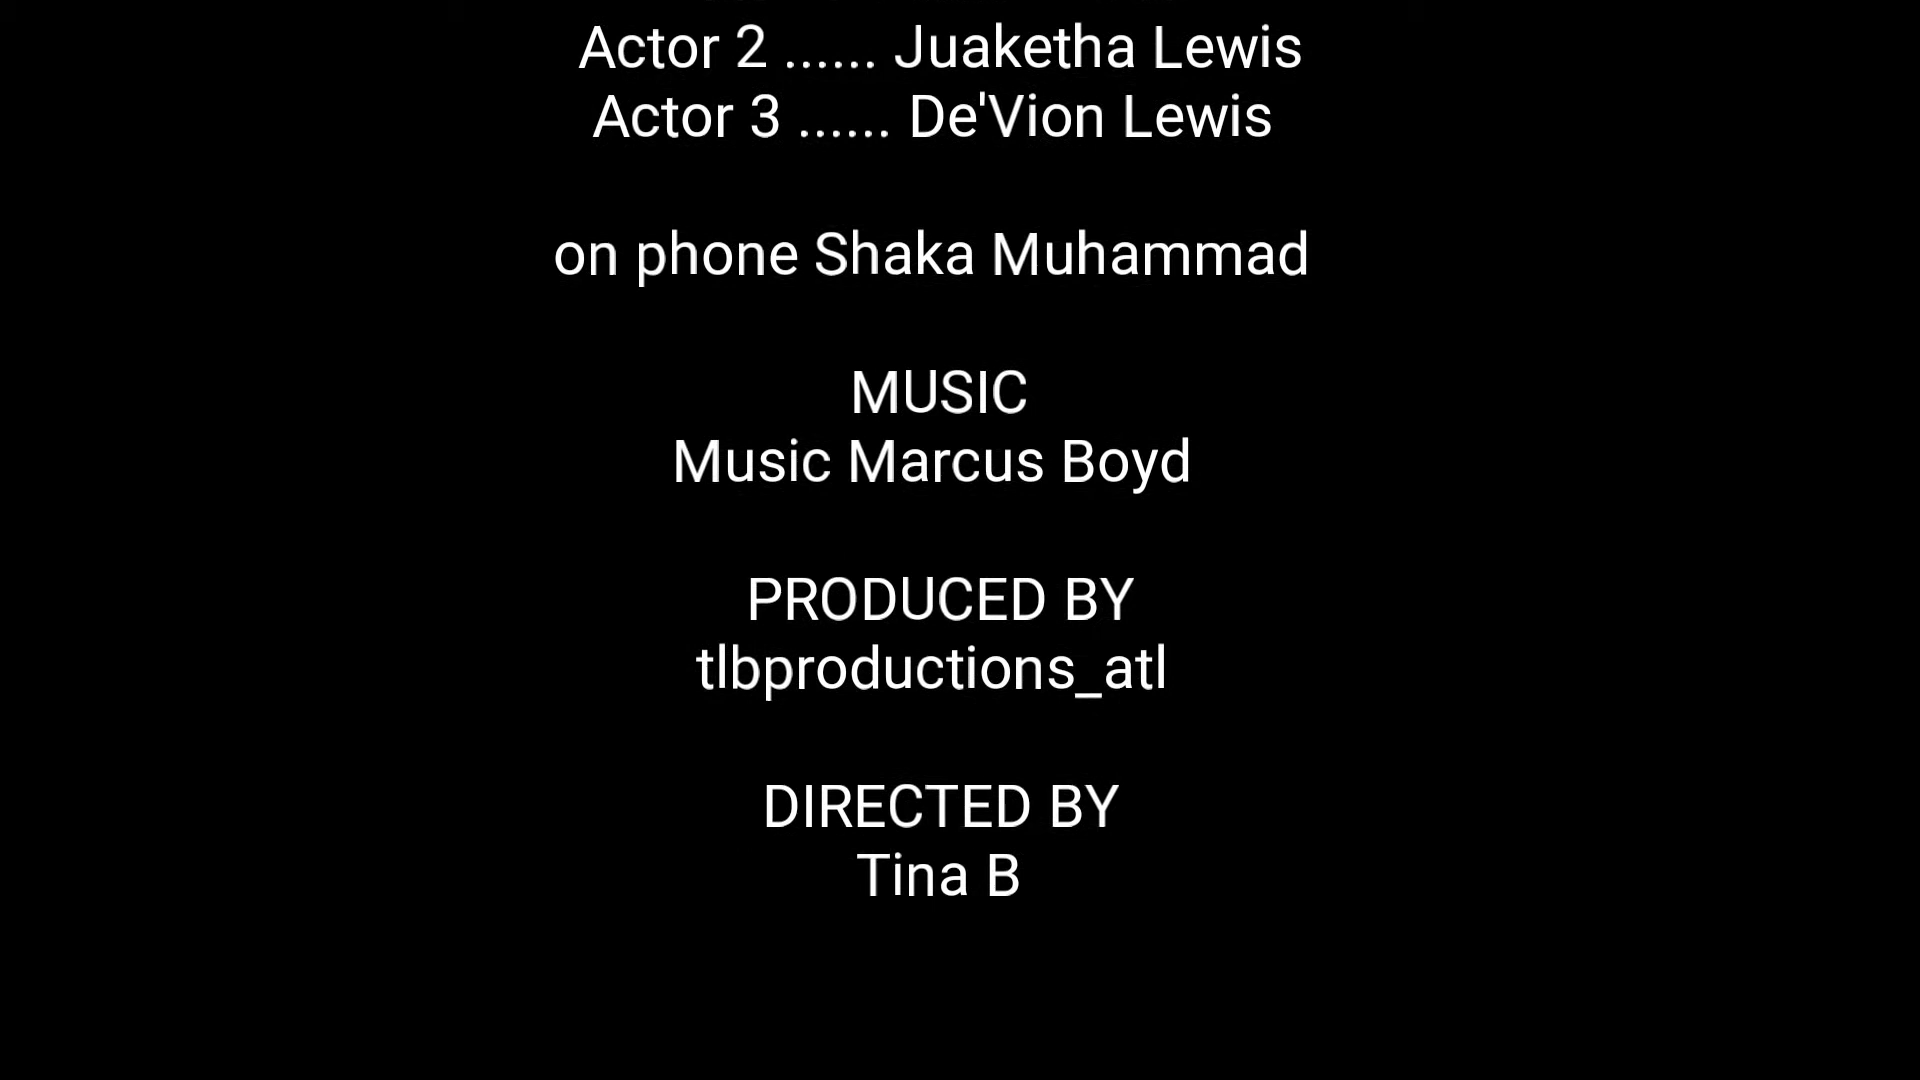 Actor 2 ...... Juaketha Lewis
Actor 3 ...... De'Vion Lewis
on phone Shaka Muhammad
MUSIC
Music Marcus Boyd
PRODUCED BY
tlbproductions_atl
DIRECTED BY
Tina B